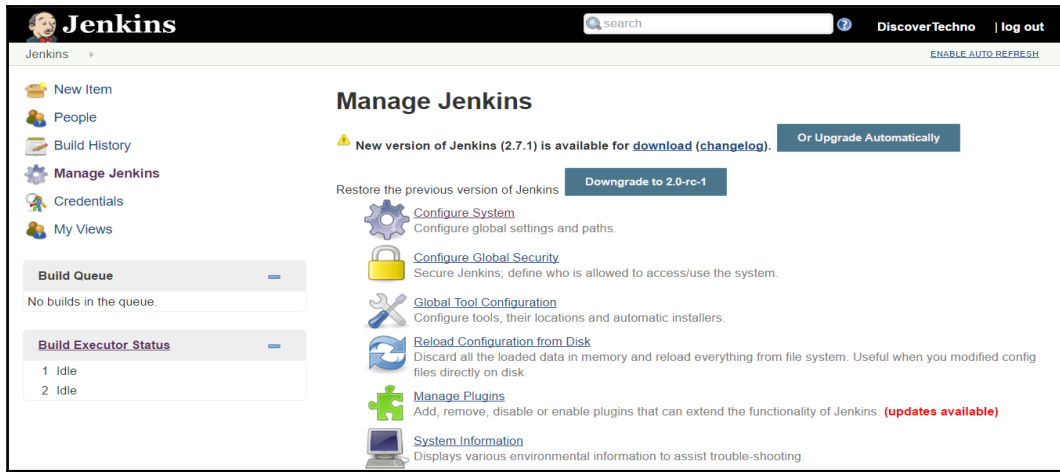 Jenkins
search
DiscoverTechno | log out
Jenkins
ENABLE AUTO REFRESH
New Item
People
Build History
Manage Jenkins
Credentials
My Views
Build Queue
No builds in the queue.
Build Executor Status
1 Idle
2 Idle
Manage Jenkins
New version of Jenkins (2.7.1) is available for download (changelog).
Or Upgrade Automatically
Restore the previous version of Jenkins
Downgrade to 2.0-rc-1
Configure System
Configure global settings and paths.
Configure Global Security
Secure Jenkins; define who is allowed to access/use the system.
Global Tool Configuration
Configure tools, their locations and automatic installers.
Reload Configuration from Disk
Discard all the loaded data in memory and reload everything from file system. Useful when you modified config
files directly on disk.
Manage Plugins
Add, remove, disable or enable plugins that can extend the functionality of Jenkins. (updates available)
System Information
Displays various environmental information to assist trouble-shooting.